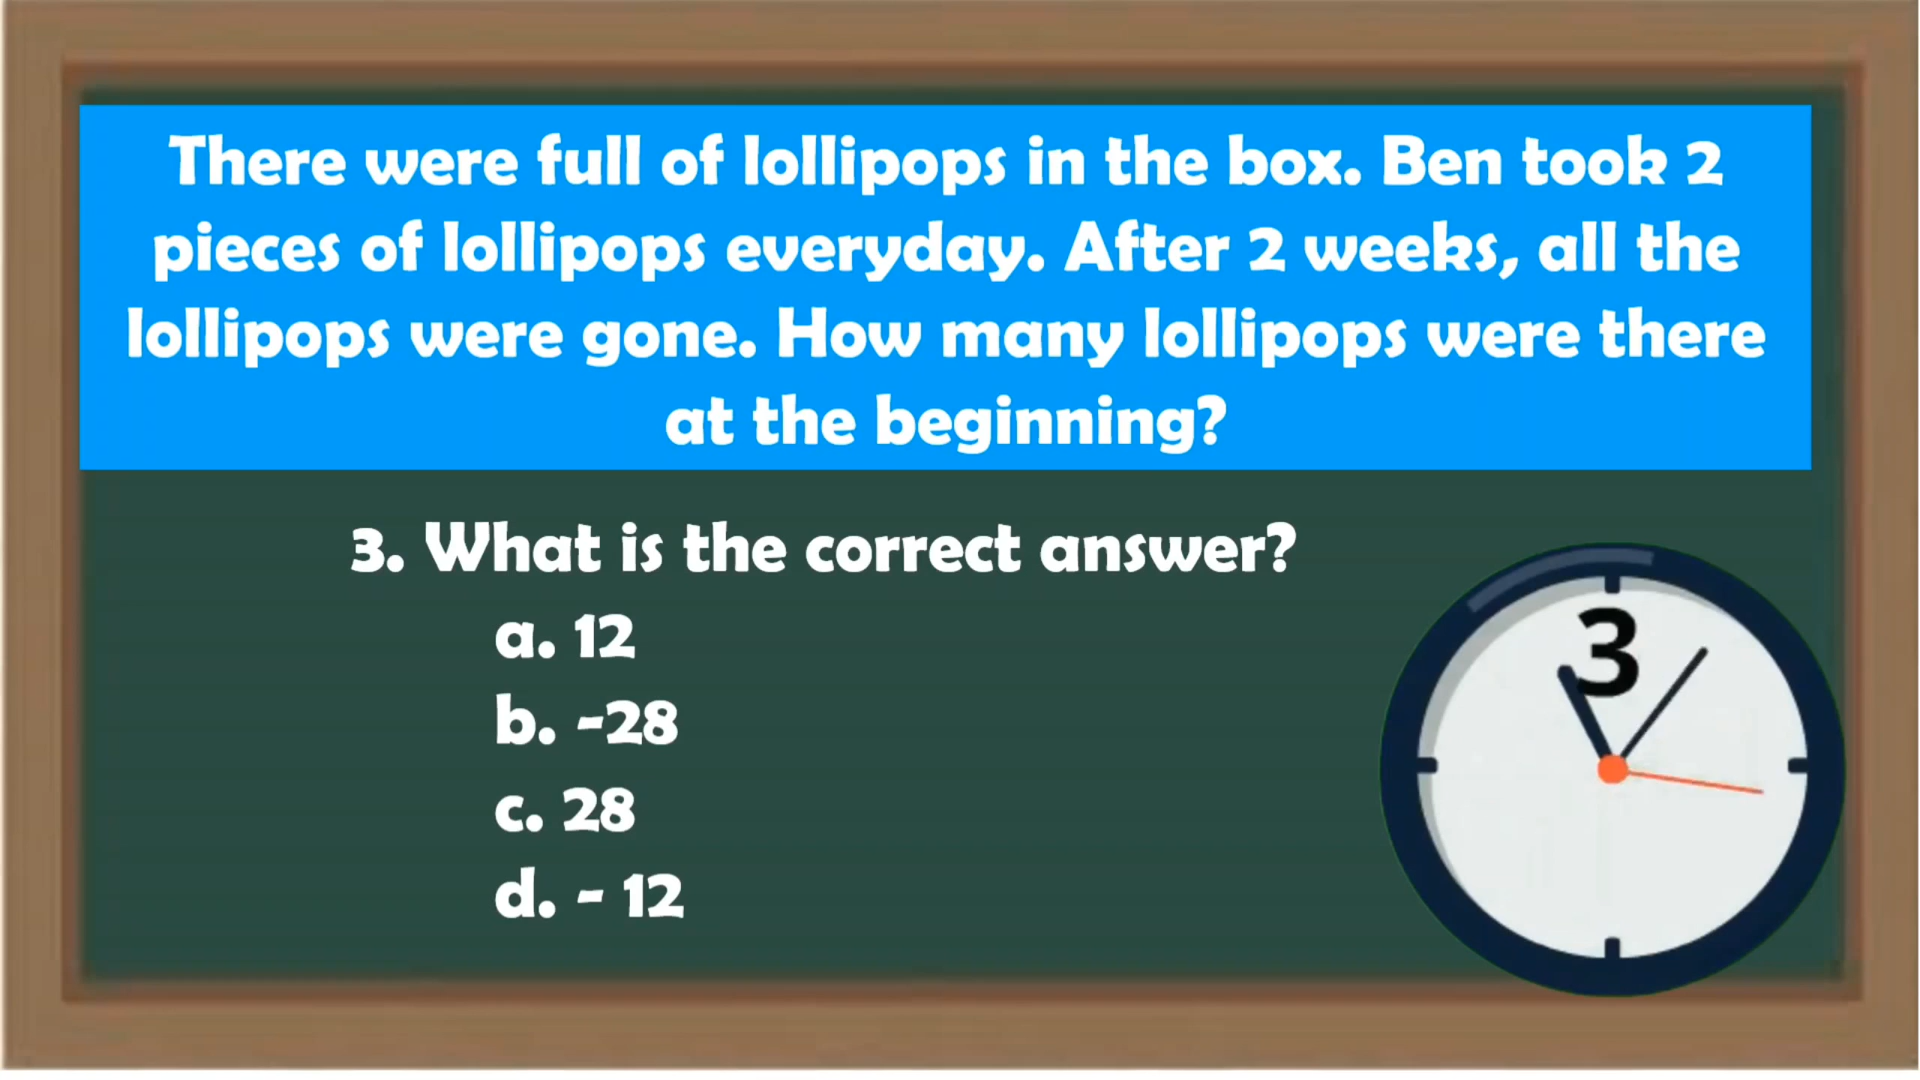 There were full of lollipops in the box. Ben took 2
pieces of lollipops everyday. After 2 weeks, all the
lollipops were gone. How many lollipops were there
at the beginning?
3. What is the correct answer?
a. 12
b. -28
c. 28
d. - 12
3